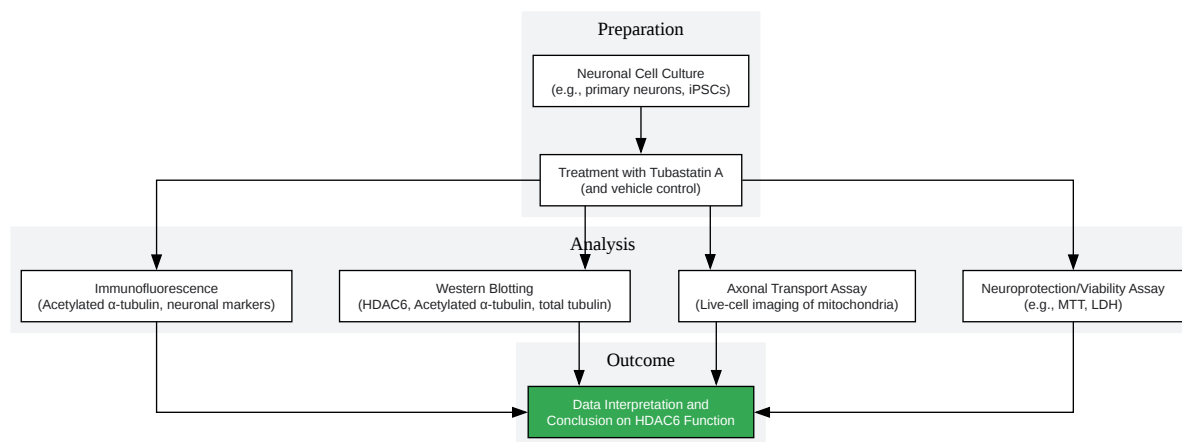 Preparation
Neuronal Cell Culture
(e.g., primary neurons, iPSCs)
Treatment with Tubastatin A
(and vehicle control)
Analysis
Immunofluorescence
(Acetylated α-tubulin, neuronal markers)
Western Blotting
(HDAC6, Acetylated α-tubulin, total tubulin)
Axonal Transport Assay
(Live-cell imaging of mitochondria)
Neuroprotection/Viability Assay
(e.g., MTT, LDH)
Outcome
Data Interpretation and
Conclusion on HDAC6 Function